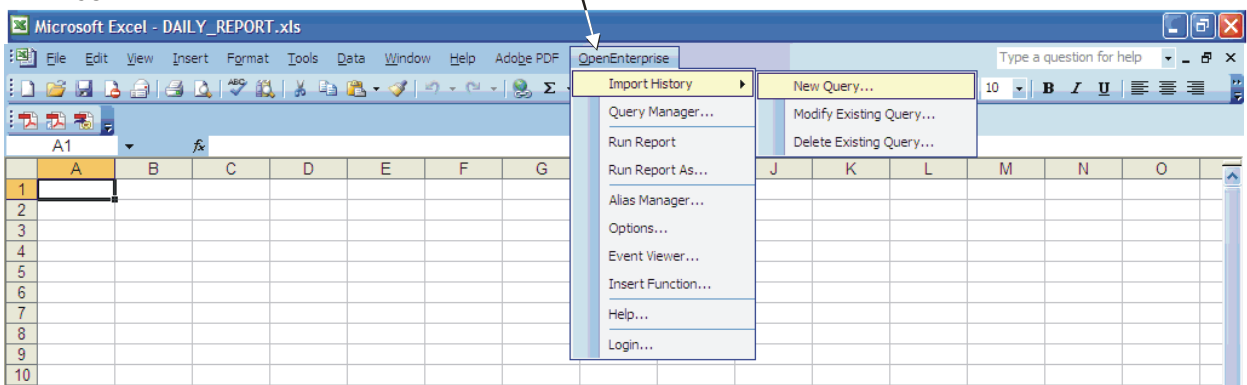 Microsoft Excel - DAILY_REPORT.xls
File Edit View Insert Format Tools Data Window Help Adobe PDF OpenEnterprise Type a question for help
ABC Σ 10 B I U
A1 fx
A B C D E F G J K L M N O
1
2
3
4
5
6
7
8
9
10
Import History
Query Manager...
Run Report
Run Report As...
Alias Manager...
Options...
Event Viewer...
Insert Function...
Help...
Login...
New Query...
Modify Existing Query...
Delete Existing Query...